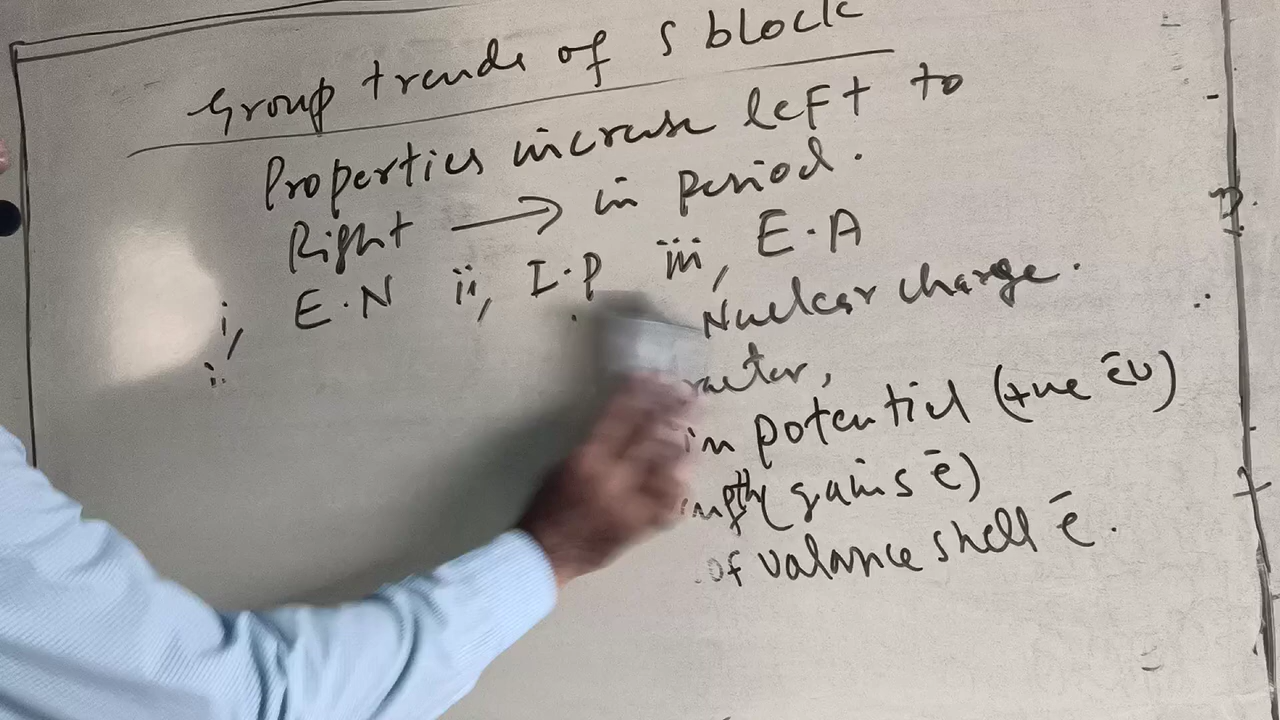 Group trends of s block
Properties increase left to
Right → in period.
i, E.N ii, I.P iii, E.A
Nuclear charge.
in potential (+ve ēv)
(gains ē)
of valance shell ē.